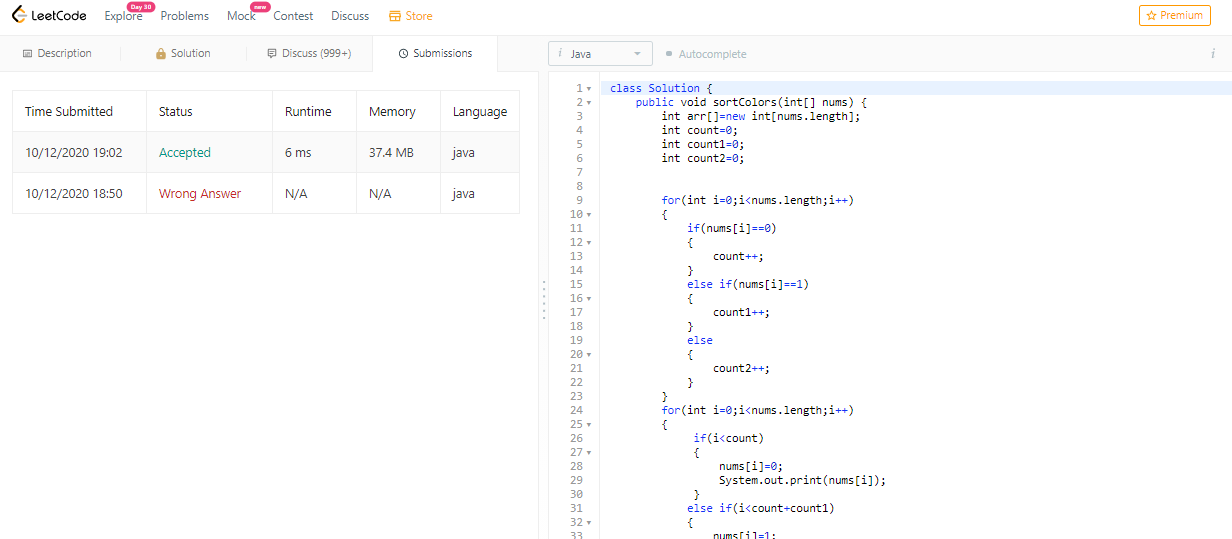 LeetCode Explore Day 30 Problems Mock new Contest Discuss Store Premium
Description Solution Discuss (999+) Submissions
i Java Autocomplete i
Time Submitted Status Runtime Memory Language
10/12/2020 19:02 Accepted 6 ms 37.4 MB java
10/12/2020 18:50 Wrong Answer N/A N/A java
1 class Solution {
2 public void sortColors(int[] nums) {
3 int arr[]=new int[nums.length];
4 int count=0;
5 int count1=0;
6 int count2=0;
7
8
9 for(int i=0;i<nums.length;i++)
10 {
11 if(nums[i]==0)
12 {
13 count++;
14 }
15 else if(nums[i]==1)
16 {
17 count1++;
18 }
19 else
20 {
21 count2++;
22 }
23 }
24 for(int i=0;i<nums.length;i++)
25 {
26 if(i<count)
27 {
28 nums[i]=0;
29 System.out.print(nums[i]);
30 }
31 else if(i<count+count1)
32 {
33 nums[i]=1;